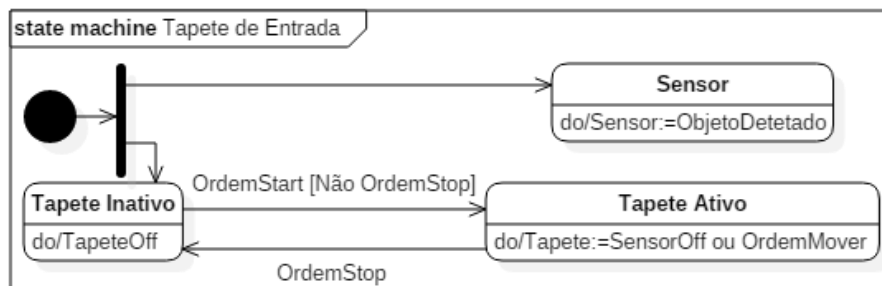 state machine Tapete de Entrada
Sensor
do/Sensor:=ObjetoDetetado
OrdemStart [Não OrdemStop]
Tapete Inativo
do/TapeteOff
Tapete Ativo
do/Tapete:=SensorOff ou OrdemMover
OrdemStop